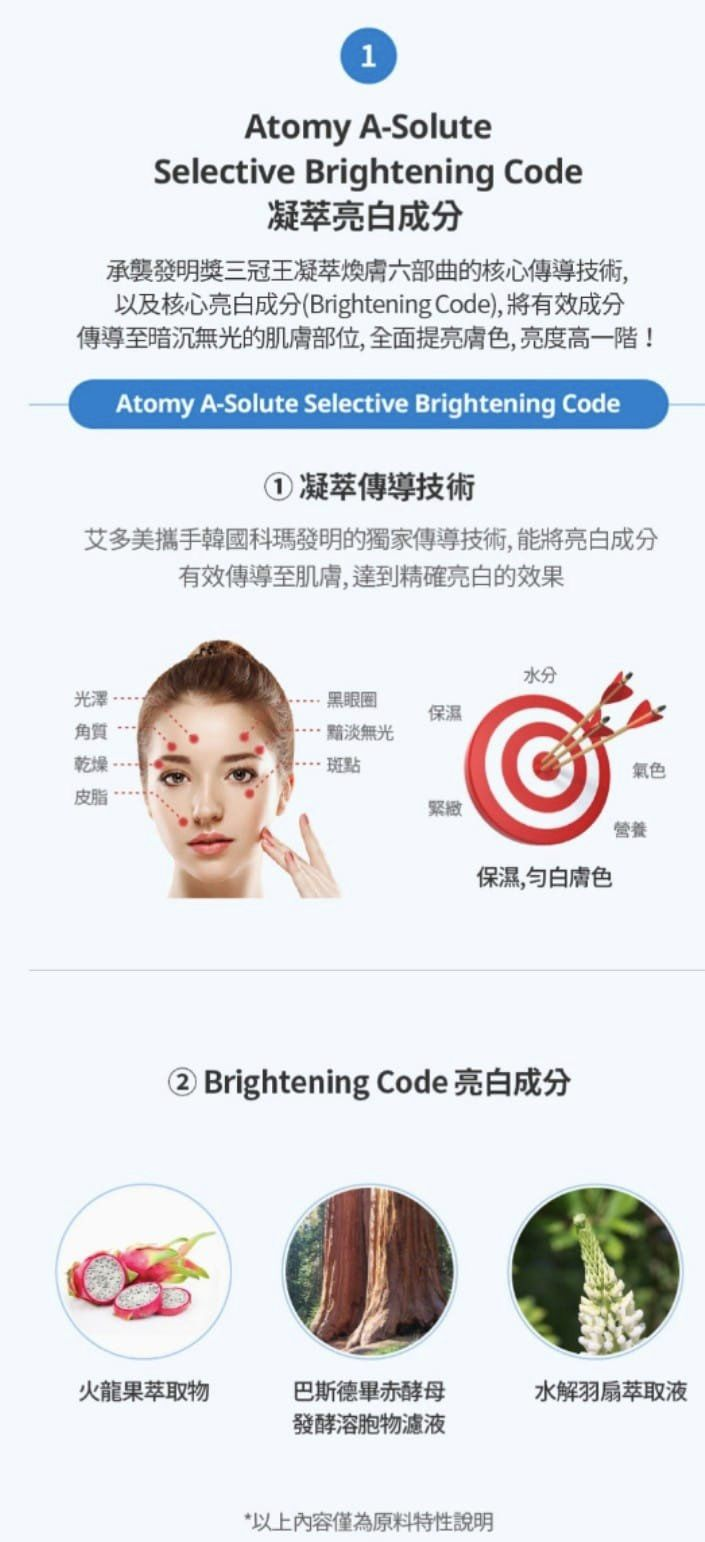 1
Atomy A-Solute
Selective Brightening Code
凝萃亮白成分
承襲發明獎三冠王凝萃煥膚六部曲的核心傳導技術,
以及核心亮白成分(Brightening Code), 將有效成分
傳導至暗沉無光的肌膚部位, 全面提亮膚色, 亮度高一階！
Atomy A-Solute Selective Brightening Code
① 凝萃傳導技術
艾多美攜手韓國科瑪發明的獨家傳導技術, 能將亮白成分
有效傳導至肌膚, 達到精確亮白的效果
光澤
角質
乾燥
皮脂
黑眼圈
黯淡無光
斑點
水分
保濕
氣色
緊緻
營養
保濕,勻白膚色
② Brightening Code 亮白成分
火龍果萃取物
巴斯德畢赤酵母
發酵溶胞物濾液
水解羽扇萃取液
*以上內容僅為原料特性說明